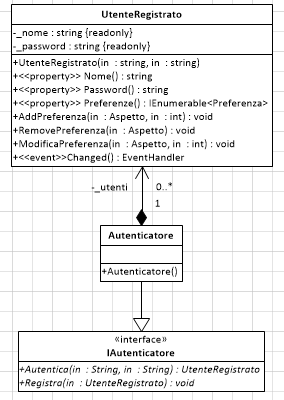 UtenteRegistrato
-_nome : string {readonly}
-_password : string {readonly}
+UtenteRegistrato(in : string, in : string)
+<<property>> Nome() : string
+<<property>> Password() : string
+<<property>> Preferenze() : IEnumerable<Preferenza>
+AddPreferenza(in : Aspetto, in : int) : void
+RemovePreferenza(in : Aspetto) : void
+ModificaPreferenza(in : Aspetto, in : int) : void
+<<event>>Changed() : EventHandler
-_utenti 0..*
1
Autenticatore
+Autenticatore()
«interface»
IAutenticatore
+Autentica(in : String, in : String) : UtenteRegistrato
+Registra(in : UtenteRegistrato) : void